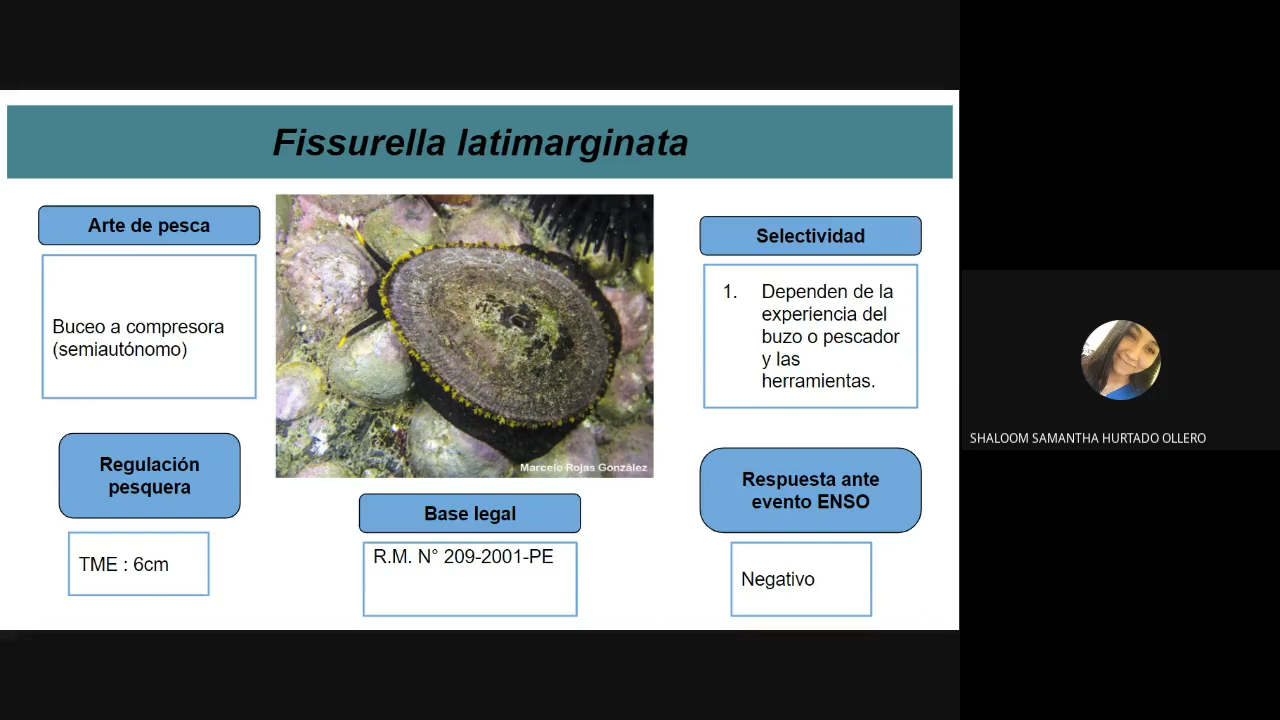 Fissurella latimarginata
Arte de pesca
Buceo a compresora
(semiautónomo)
Regulación
pesquera
TME : 6cm
Marcelo Rojas González
Base legal
R.M. N° 209-2001-PE
Selectividad
1. Dependen de la
experiencia del
buzo o pescador
y las
herramientas.
Respuesta ante
evento ENSO
Negativo
SHALOOM SAMANTHA HURTADO OLLERO